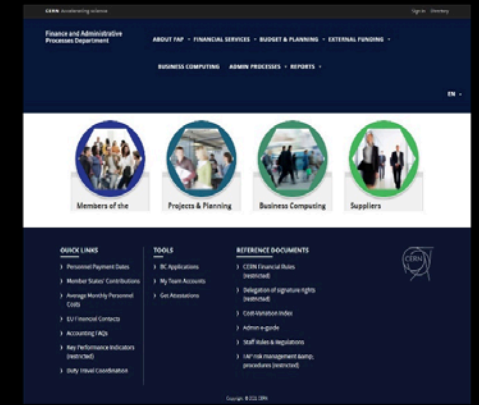 CERN Accelerating science
Sign in Directory
Finance and Administrative
Processes Department
ABOUT FAP FINANCIAL SERVICES BUDGET & PLANNING EXTERNAL FUNDING
BUSINESS COMPUTING ADMIN PROCESSES REPORTS
EN
Members of the
Projects & Planning
Business Computing
Suppliers
QUICK LINKS
Personnel Payment Dates
Member States' Contributions
Average Monthly Personnel
Costs
EU Financial Contacts
Accounting FAQs
Key Performance Indicators
(restricted)
Duty Travel Coordination
TOOLS
BC Applications
My Team Accounts
Get Attestations
REFERENCE DOCUMENTS
CERN Financial Rules
(restricted)
Delegation of signature rights
(restricted)
Cost-Variation Index
Admin e-guide
Staff Rules & Regulations
FAP risk management &amp;
procedures (restricted)
CERN
Copyright © CERN